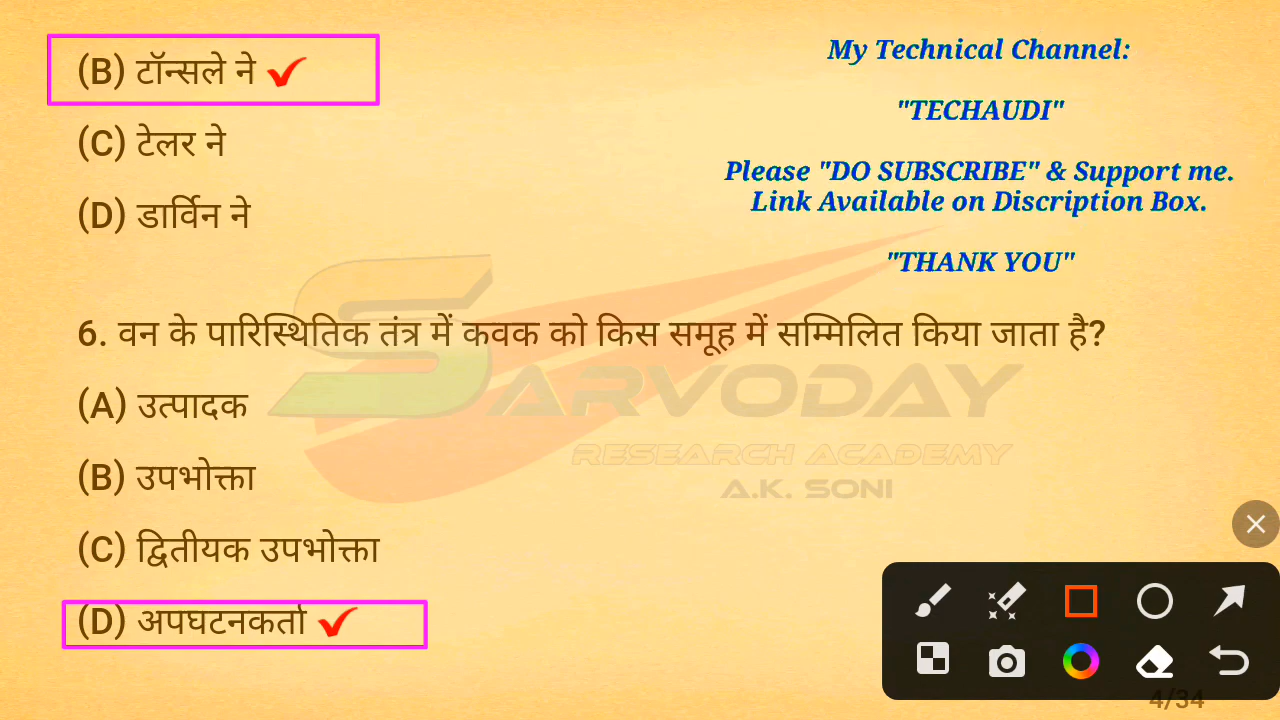 (B) टॉन्सले ने
(C) टेलर ने
(D) डार्विन ने
My Technical Channel:
"TECHAUDI"
Please "DO SUBSCRIBE" & Support me.
Link Available on Discription Box.
"THANK YOU"
6. वन के पारिस्थितिक तंत्र में कवक को किस समूह में सम्मिलित किया जाता है?
(A) उत्पादक
(B) उपभोक्ता
(C) द्वितीयक उपभोक्ता
(D) अपघटनकर्ता
SARVODAY
RESEARCH ACADEMY
A.K. SONI
4/34